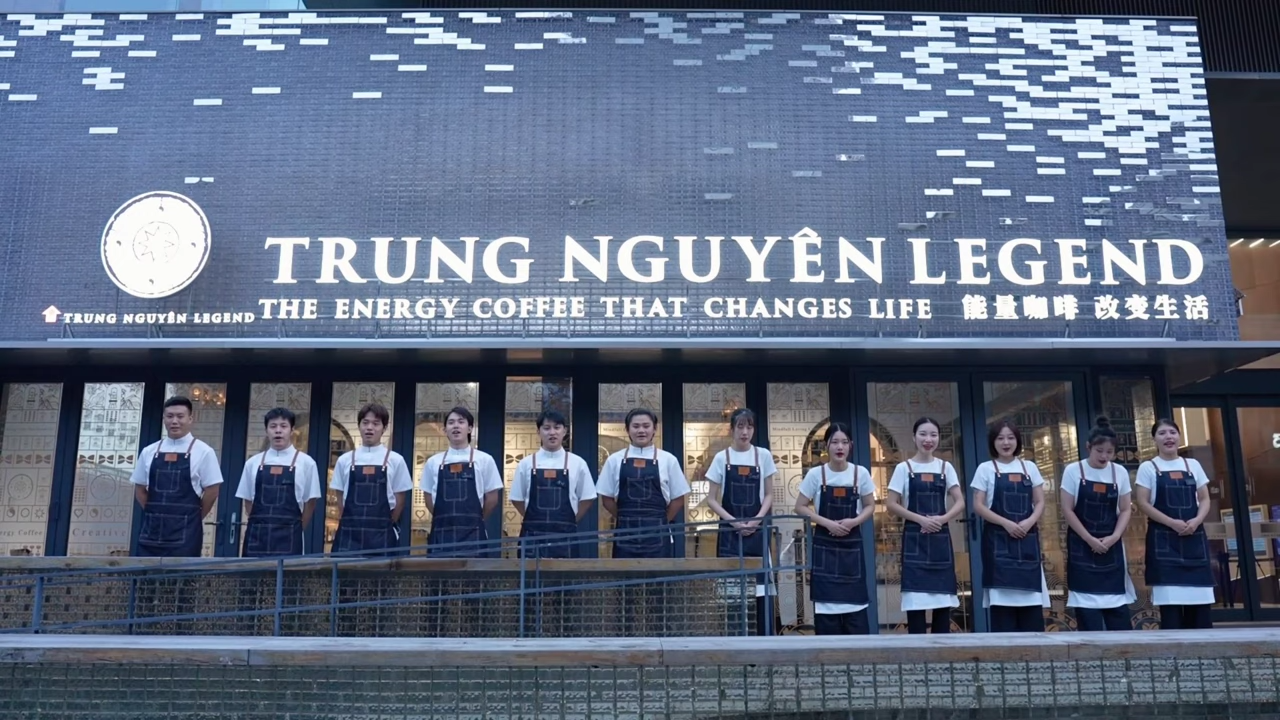 TRUNG NGUYÊN LEGEND
THE ENERGY COFFEE THAT CHANGES LIFE 能量咖啡 改变生活
TRUNG NGUYÊN LEGEND
Creative